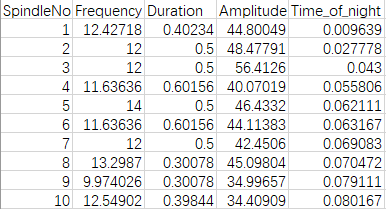 SpindleNo Frequency Duration Amplitude Time_of_night
1 12.42718 0.40234 44.80049 0.009639
2 12 0.5 48.47791 0.027778
3 12 0.5 56.4126 0.043
4 11.63636 0.60156 40.07019 0.055806
5 14 0.5 46.4332 0.062111
6 11.63636 0.60156 44.11383 0.063167
7 12 0.5 42.4506 0.069083
8 13.2987 0.30078 45.09804 0.070472
9 9.974026 0.30078 34.99657 0.079111
10 12.54902 0.39844 34.40909 0.080167